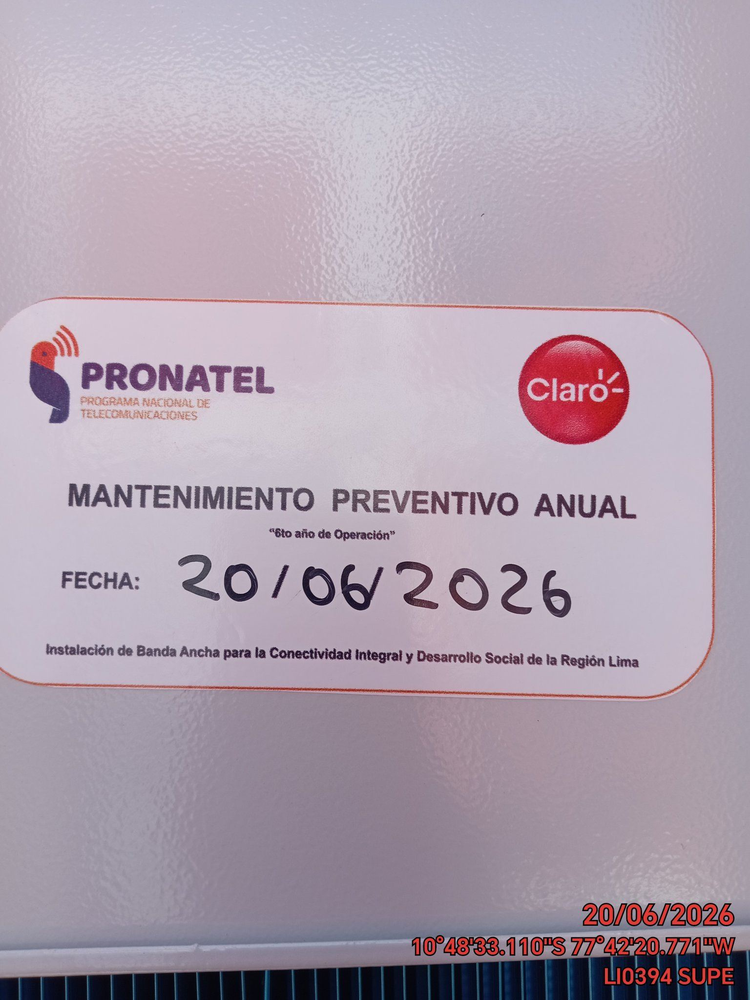 PRONATEL
PROGRAMA NACIONAL DE
TELECOMUNICACIONES
Claro
MANTENIMIENTO PREVENTIVO ANUAL
"6to año de Operación"
FECHA: 20/06/2026
Instalación de Banda Ancha para la Conectividad Integral y Desarrollo Social de la Región Lima
20/06/2026
10°48'33.110"S 77°42'20.771"W
LI0394 SUPE